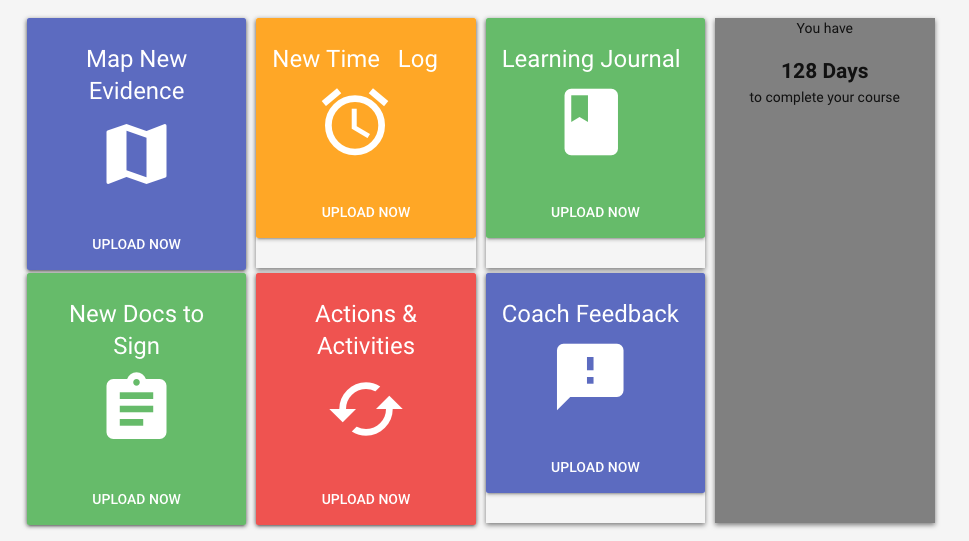 Map New
Evidence
UPLOAD NOW
New Time Log
UPLOAD NOW
Learning Journal
UPLOAD NOW
You have
128 Days
to complete your course
New Docs to
Sign
UPLOAD NOW
Actions &
Activities
UPLOAD NOW
Coach Feedback
UPLOAD NOW